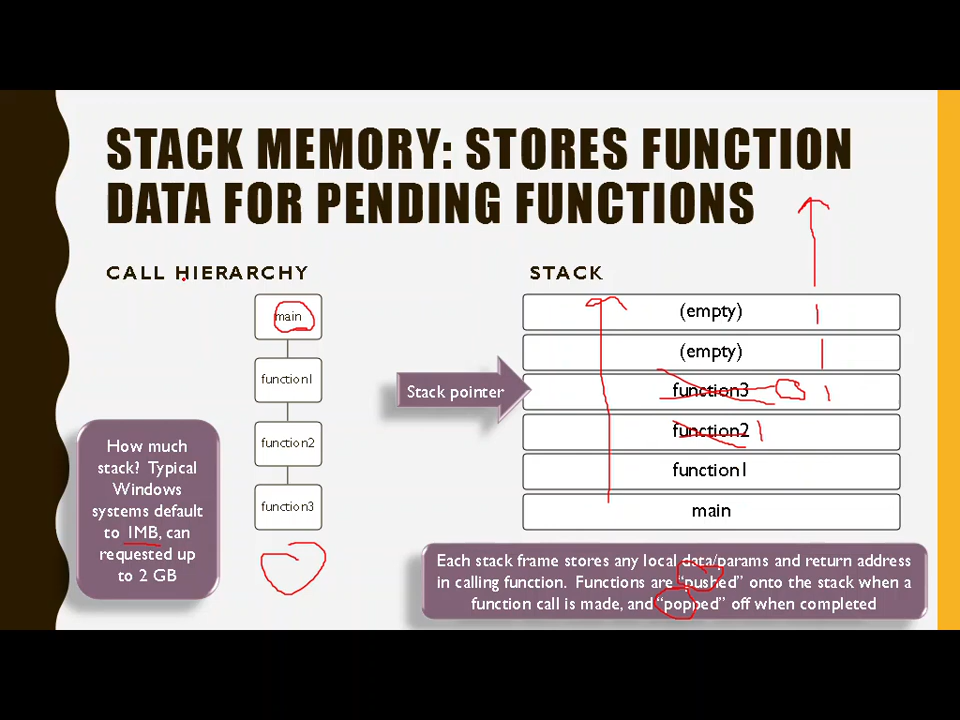 STACK MEMORY: STORES FUNCTION
DATA FOR PENDING FUNCTIONS
CALL HIERARCHY
main
function1
function2
function3
How much
stack? Typical
Windows
systems default
to 1MB, can
requested up
to 2 GB
STACK
(empty)
(empty)
function3
function2
function1
main
Stack pointer
Each stack frame stores any local data/params and return address
in calling function. Functions are "pushed" onto the stack when a
function call is made, and "popped" off when completed